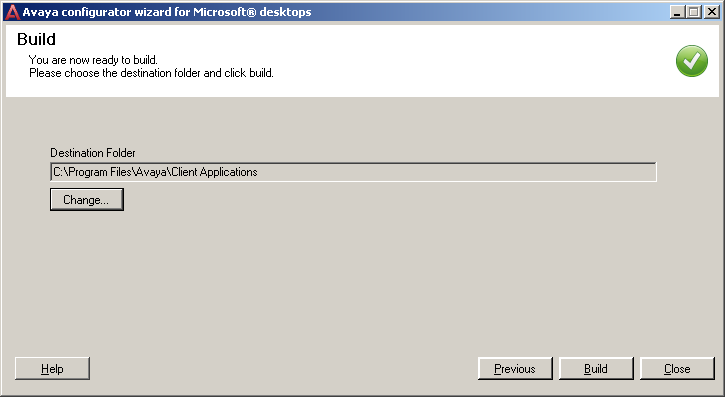 Avaya configurator wizard for Microsoft® desktops
Build
You are now ready to build.
Please choose the destination folder and click build.
Destination Folder
C:\Program Files\Avaya\Client Applications
Change...
Help
Previous
Build
Close